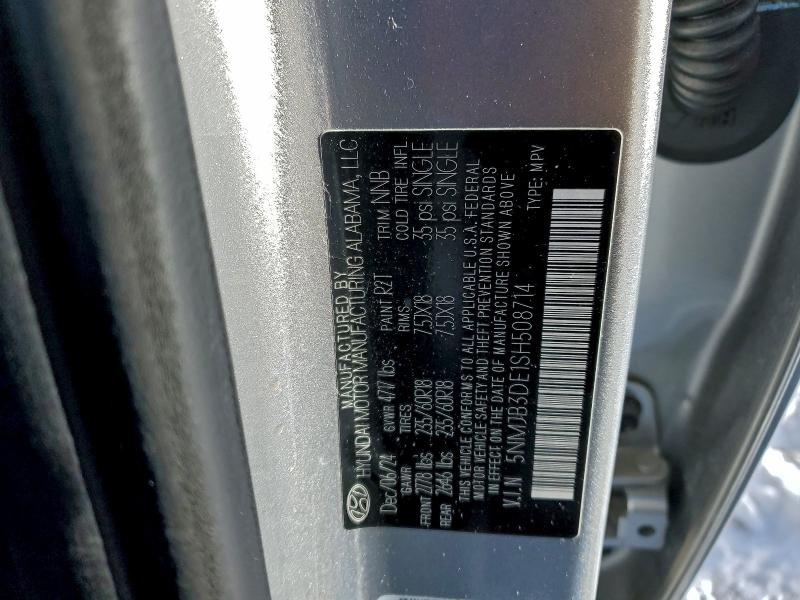 MANUFACTURED BY
HYUNDAI MOTOR MANUFACTURING ALABAMA, LLC
Dec/06/24 GVWR 4777 lbs PAINT R2T TRIM NNB
GAWR TIRES RIMS COLD TIRE INFL
FRONT 2778 lbs 235/60R18 7.5JX18 35 psi SINGLE
REAR 2646 lbs 235/60R18 7.5JX18 35 psi SINGLE
THIS VEHICLE CONFORMS TO ALL APPLICABLE U.S.A. FEDERAL
MOTOR VEHICLE SAFETY, AND THEFT PREVENTION STANDARDS
IN EFFECT ON THE DATE OF MANUFACTURE SHOWN ABOVE
V.I.N 5NMJB3DE1SH508714 TYPE: MPV